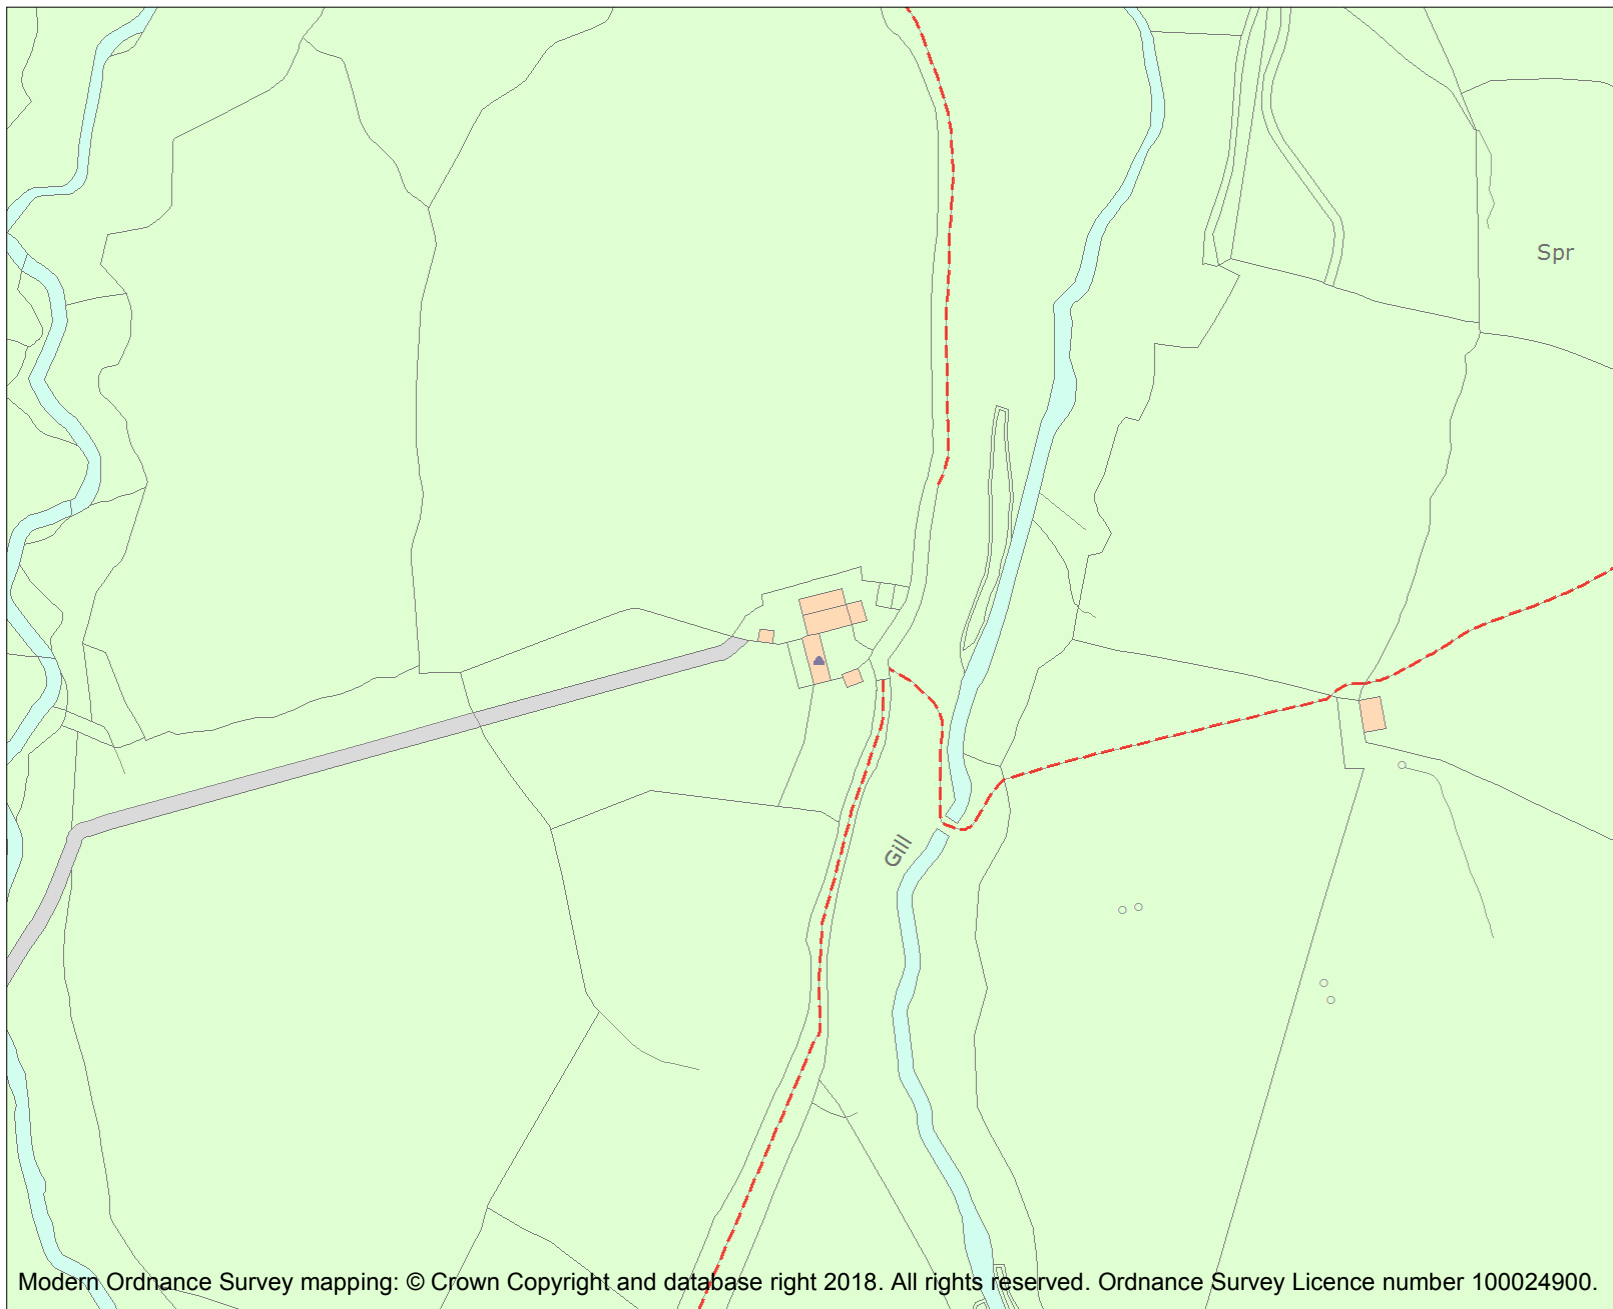 Spr
Gill
Modern Ordnance Survey mapping: © Crown Copyright and database right 2018. All rights reserved. Ordnance Survey Licence number 100024900.